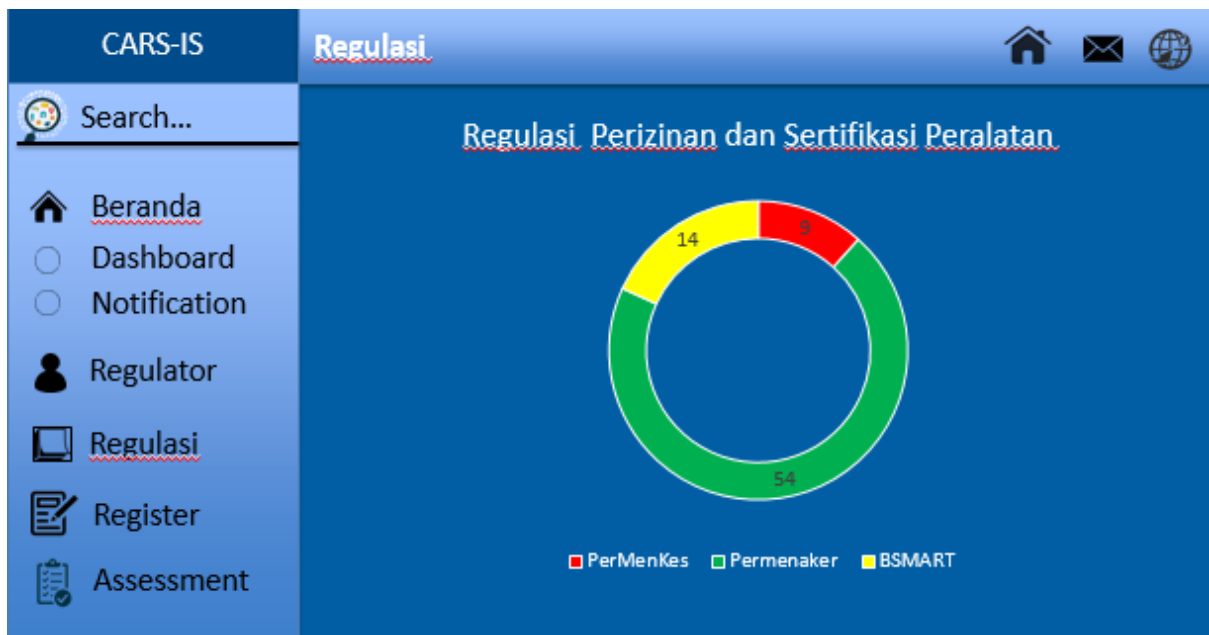 CARS-IS
Regulasi
Search...
Beranda
Dashboard
Notification
Regulator
Regulasi
Register
Assessment
Regulasi Perizinan dan Sertifikasi Peralatan
9
14
54
PerMenKes Permenaker BSMART